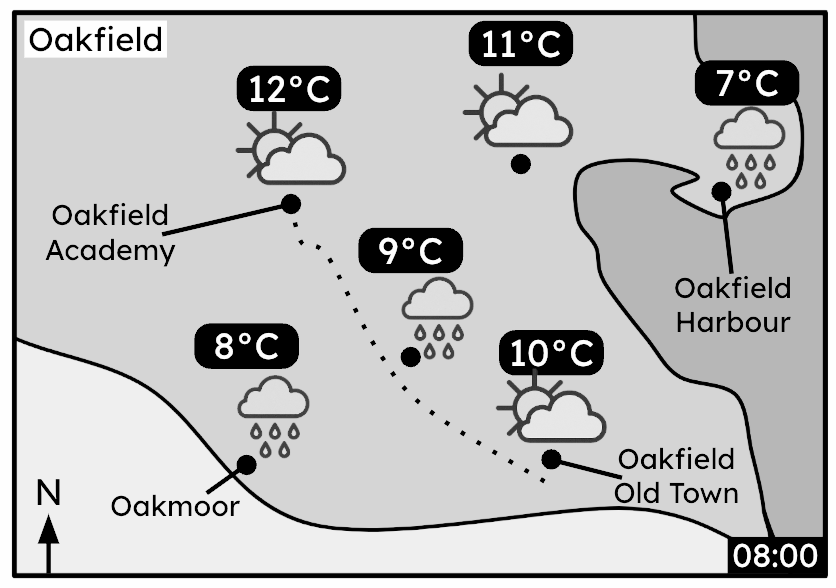 Oakfield
11°C
12°C
7°C
Oakfield
Academy
9°C
Oakfield
Harbour
8°C
10°C
Oakfield
Old Town
Oakmoor
N
08:00